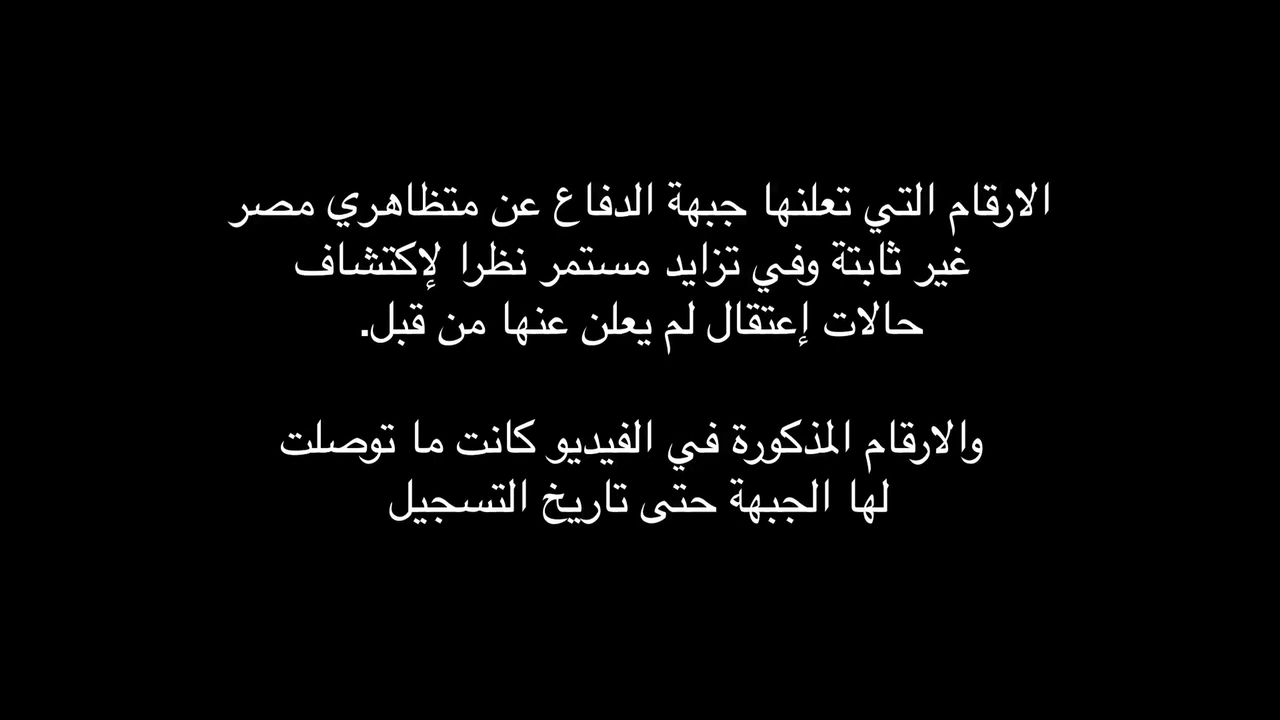 الارقام التي تعلنها جبهة الدفاع عن متظاهري مصر
غير ثابتة وفي تزايد مستمر نظرا لإكتشاف
حالات إعتقال لم يعلن عنها من قبل.
والارقام المذكورة في الفيديو كانت ما توصلت
لها الجبهة حتى تاريخ التسجيل